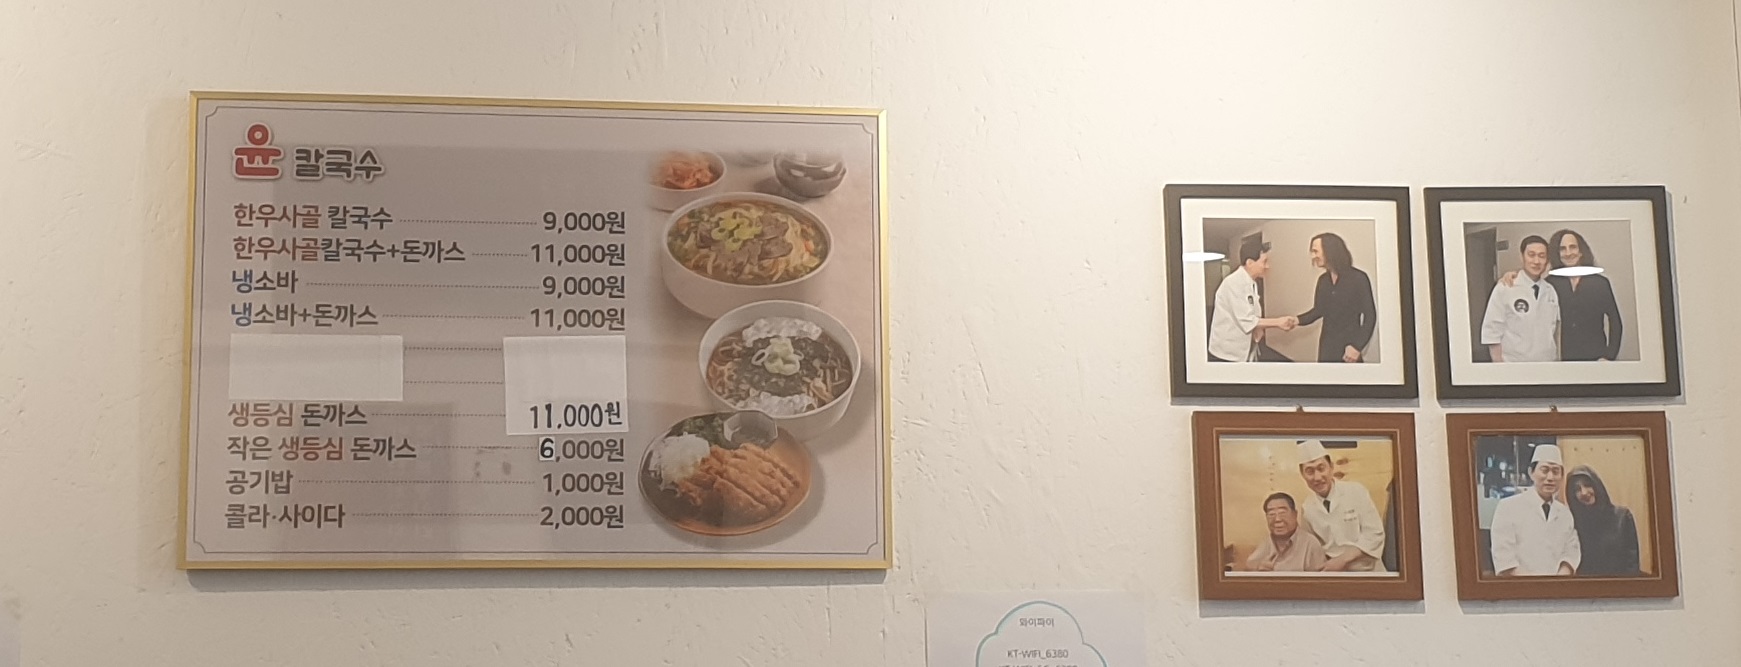 윤 칼국수
한우사골 칼국수 9,000원
한우사골칼국수+돈까스 11,000원
냉소바 9,000원
냉소바+돈까스 11,000원
생등심 돈까스 11,000원
작은 생등심 돈까스 6,000원
공기밥 1,000원
콜라·사이다 2,000원
와이파이
KT-WIFI_6380